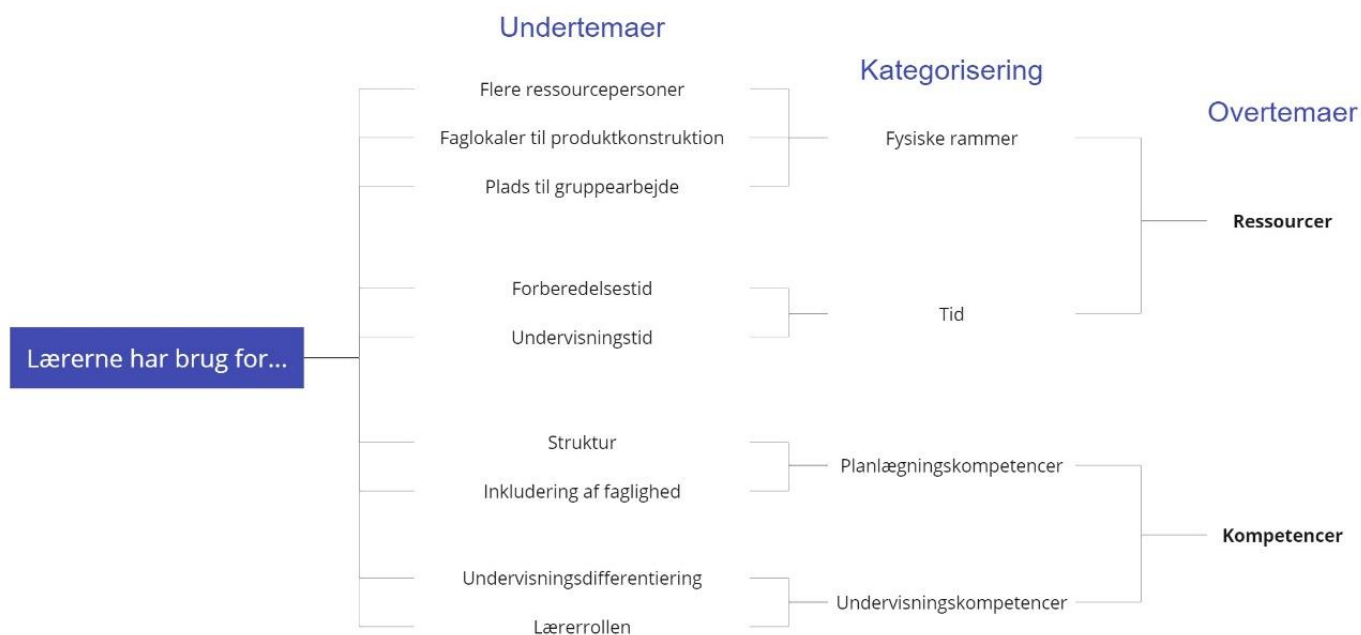 Undertemaer
Kategorisering
Overtemaer
Flere ressourcepersoner
Faglokaler til produktkonstruktion
Fysiske rammer
Plads til gruppearbejde
Ressourcer
Forberedelsestid
Tid
Undervisningstid
Lærerne har brug for...
Struktur
Planlægningskompetencer
Inkludering af faglighed
Kompetencer
Undervisningsdifferentiering
Undervisningskompetencer
Lærerrollen